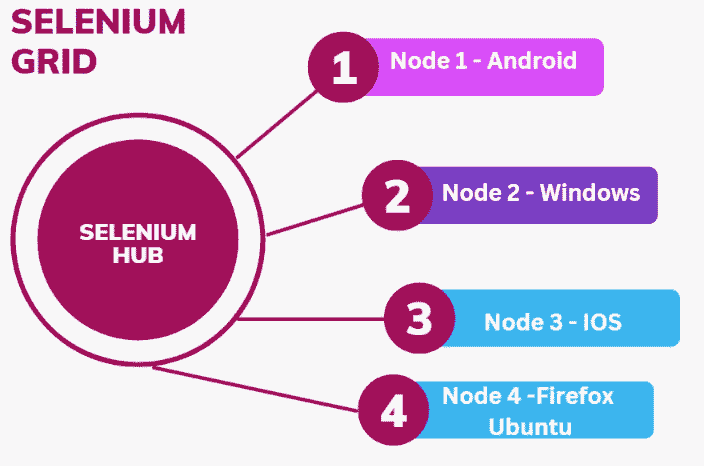 SELENIUM
GRID
1
Node 1 - Android
2
Node 2 - Windows
SELENIUM
HUB
3
Node 3 - IOS
4
Node 4 -Firefox
Ubuntu